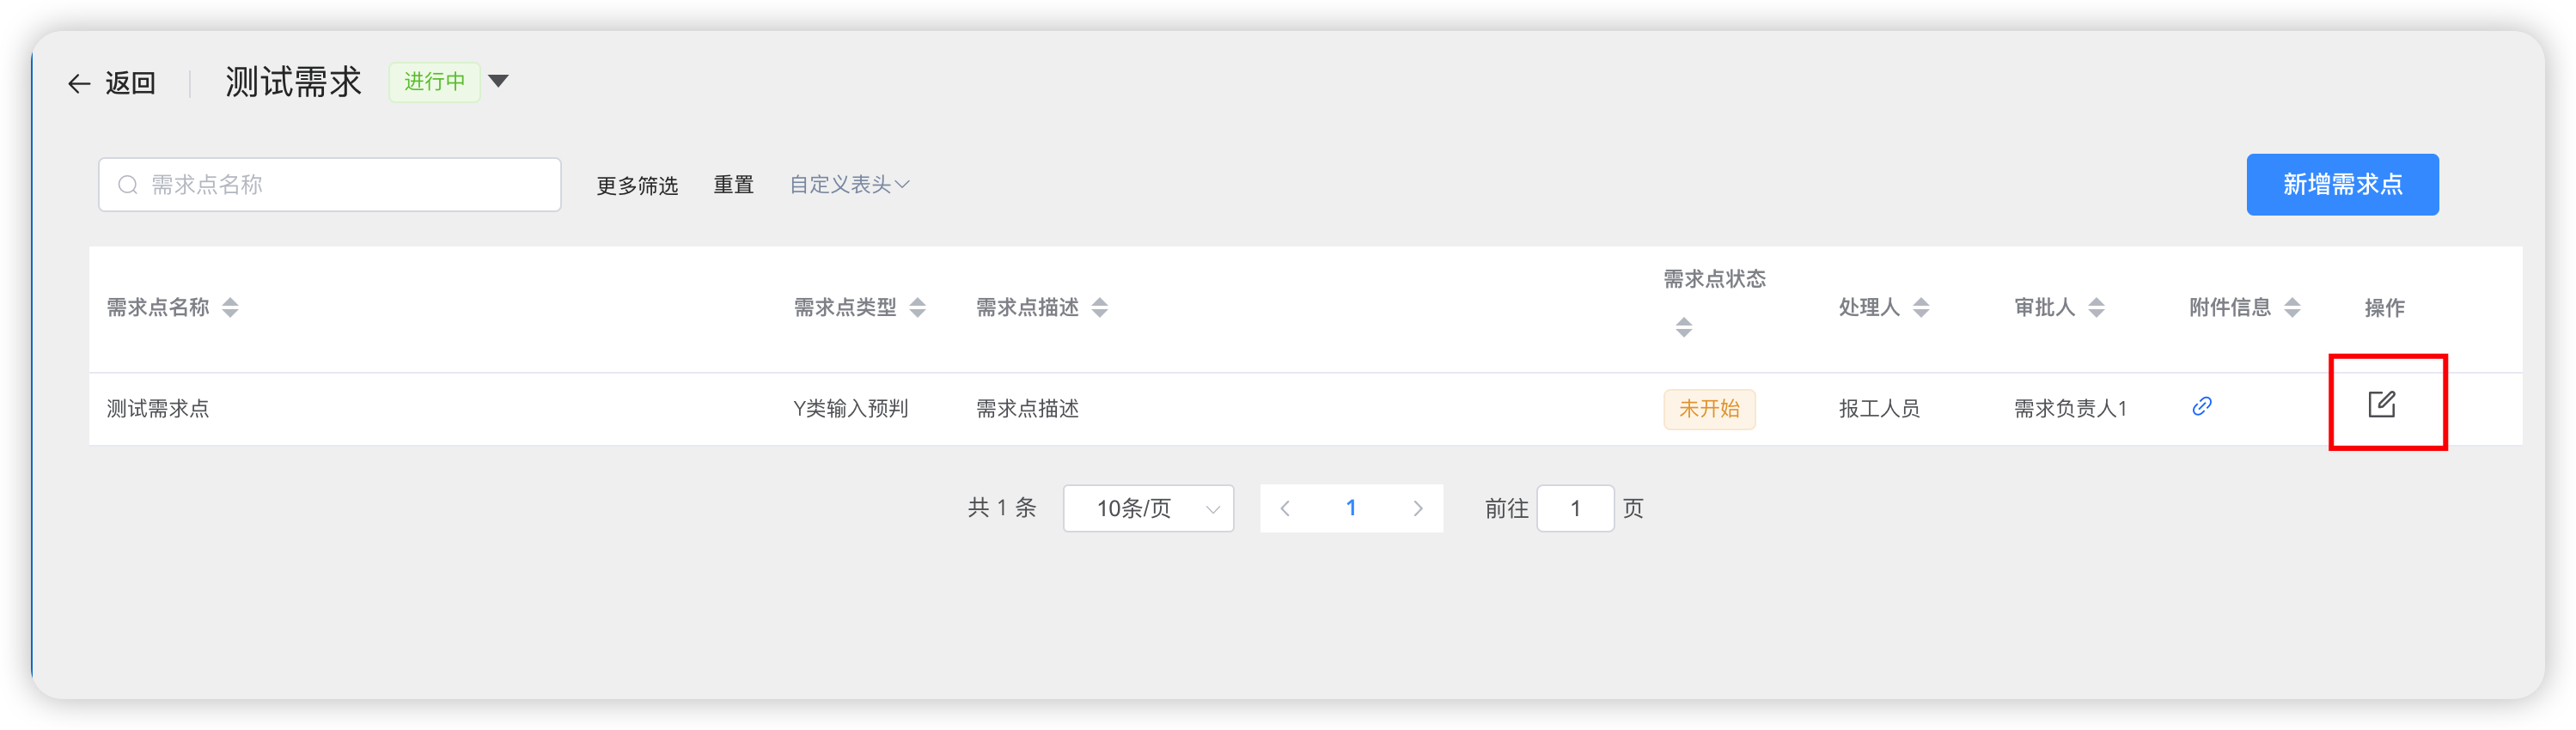 返回 测试需求 进行中
需求点名称 更多筛选 重置 自定义表头 新增需求点
需求点名称 需求点类型 需求点描述 需求点状态 处理人 审批人 附件信息 操作
测试需求点 Y类输入预判 需求点描述 未开始 报工人员 需求负责人1
共 1 条 10条/页 1 前往 1 页